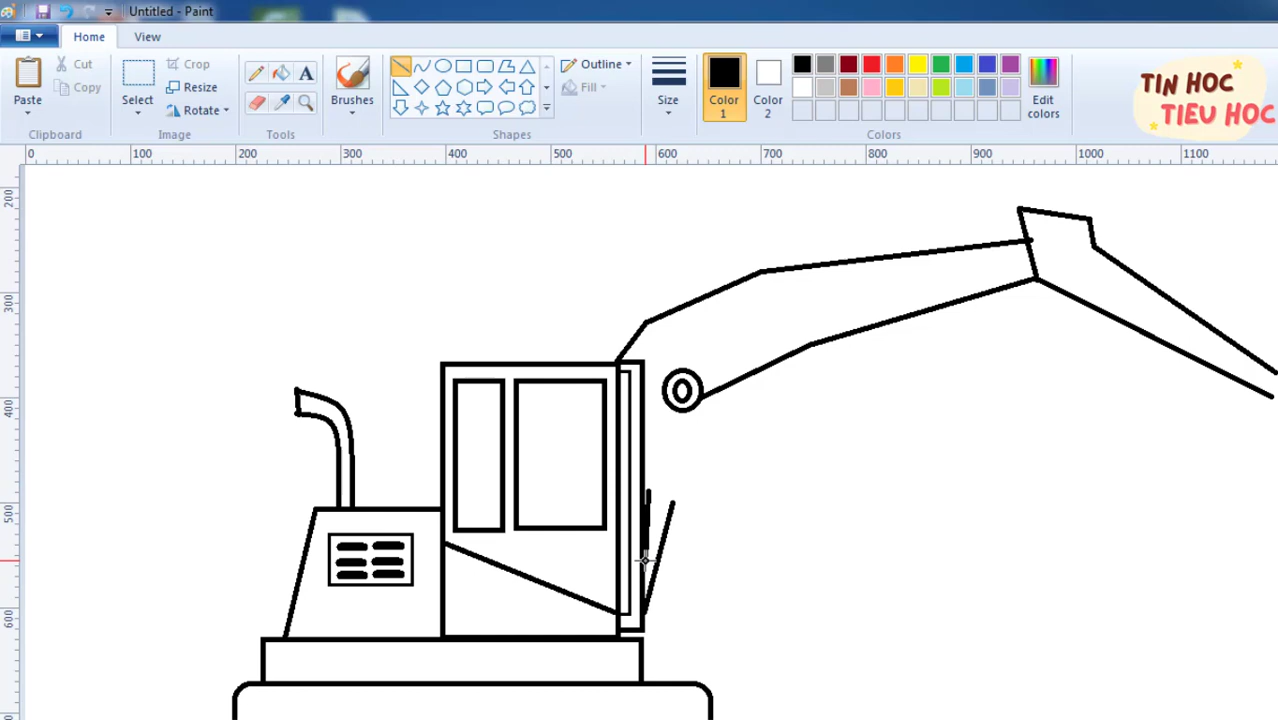 Untitled - Paint
Home View
Paste
Cut
Copy
Clipboard
Select
Crop
Resize
Rotate
Image
A
Tools
Brushes
Outline
Fill
Shapes
Size
Color 1
Color 2
Edit colors
Colors
TIN HOC
TIEU HOC
0 100 200 300 400 500 600 700 800 900 1000 1100
200
300
400
500
600